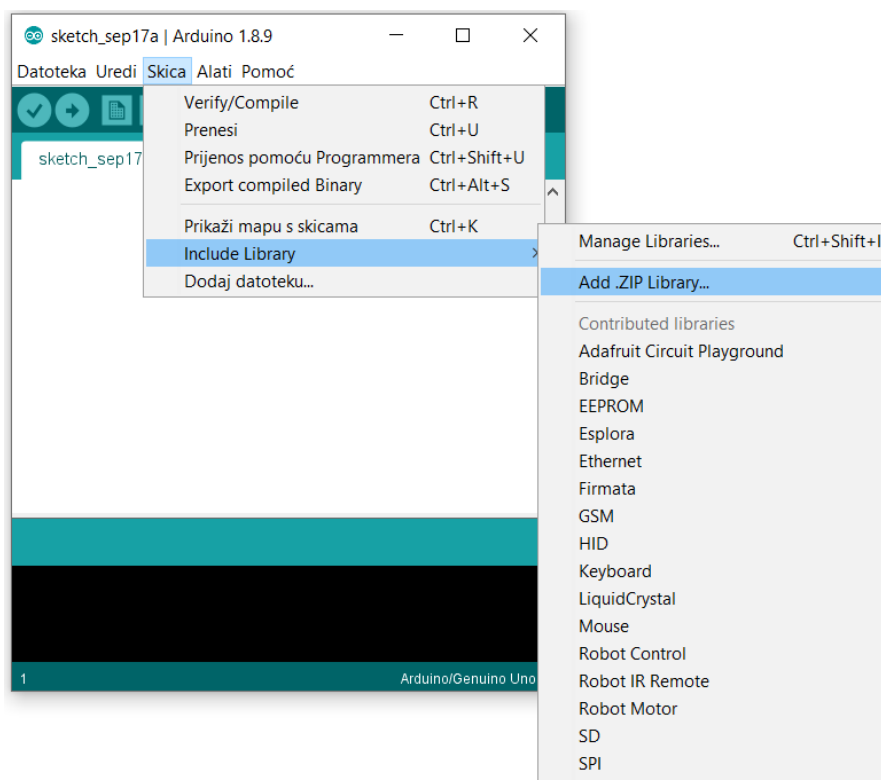 sketch_sep17a | Arduino 1.8.9
Datoteka Uredi Skica Alati Pomoć
Verify/Compile Ctrl+R
Prenesi Ctrl+U
Prijenos pomoću Programmera Ctrl+Shift+U
Export compiled Binary Ctrl+Alt+S
Prikaži mapu s skicama Ctrl+K
Include Library
Dodaj datoteku...
sketch_sep17
Manage Libraries... Ctrl+Shift+I
Add .ZIP Library...
Contributed libraries
Adafruit Circuit Playground
Bridge
EEPROM
Esplora
Ethernet
Firmata
GSM
HID
Keyboard
LiquidCrystal
Mouse
Robot Control
Robot IR Remote
Robot Motor
SD
SPI
1 Arduino/Genuino Uno